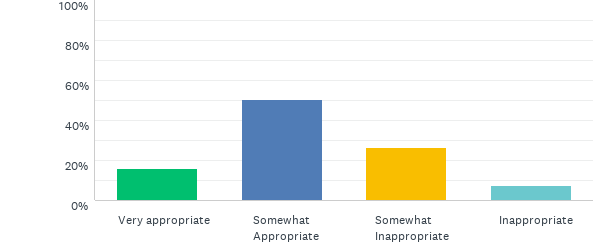 100%
80%
60%
40%
20%
0%
Very appropriate
Somewhat
Appropriate
Somewhat
Inappropriate
Inappropriate